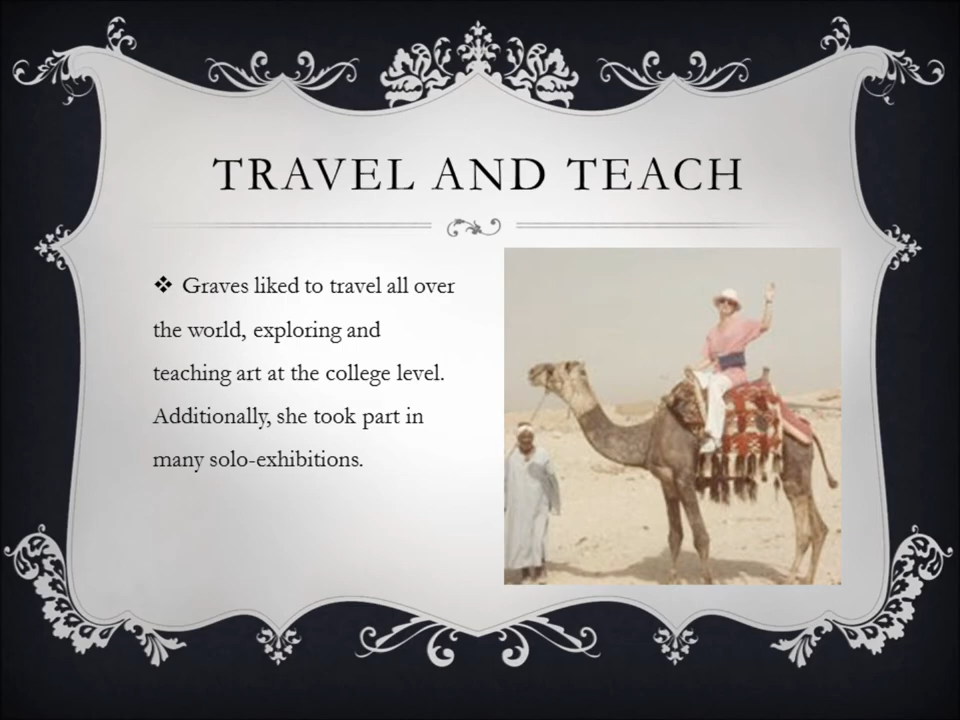 TRAVEL AND TEACH
❖ Graves liked to travel all over
the world, exploring and
teaching art at the college level.
Additionally, she took part in
many solo-exhibitions.